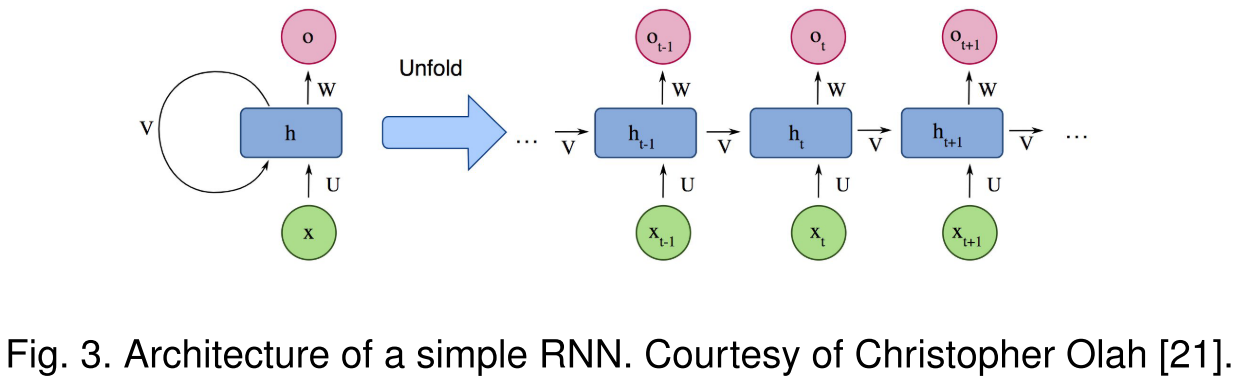 o
W
V
h
U
x
Unfold
o_{t-1} o_t o_{t+1}
W W W
... V h_{t-1} V h_t V h_{t+1} V ...
U U U
x_{t-1} x_t x_{t+1}
Fig. 3. Architecture of a simple RNN. Courtesy of Christopher Olah [21].